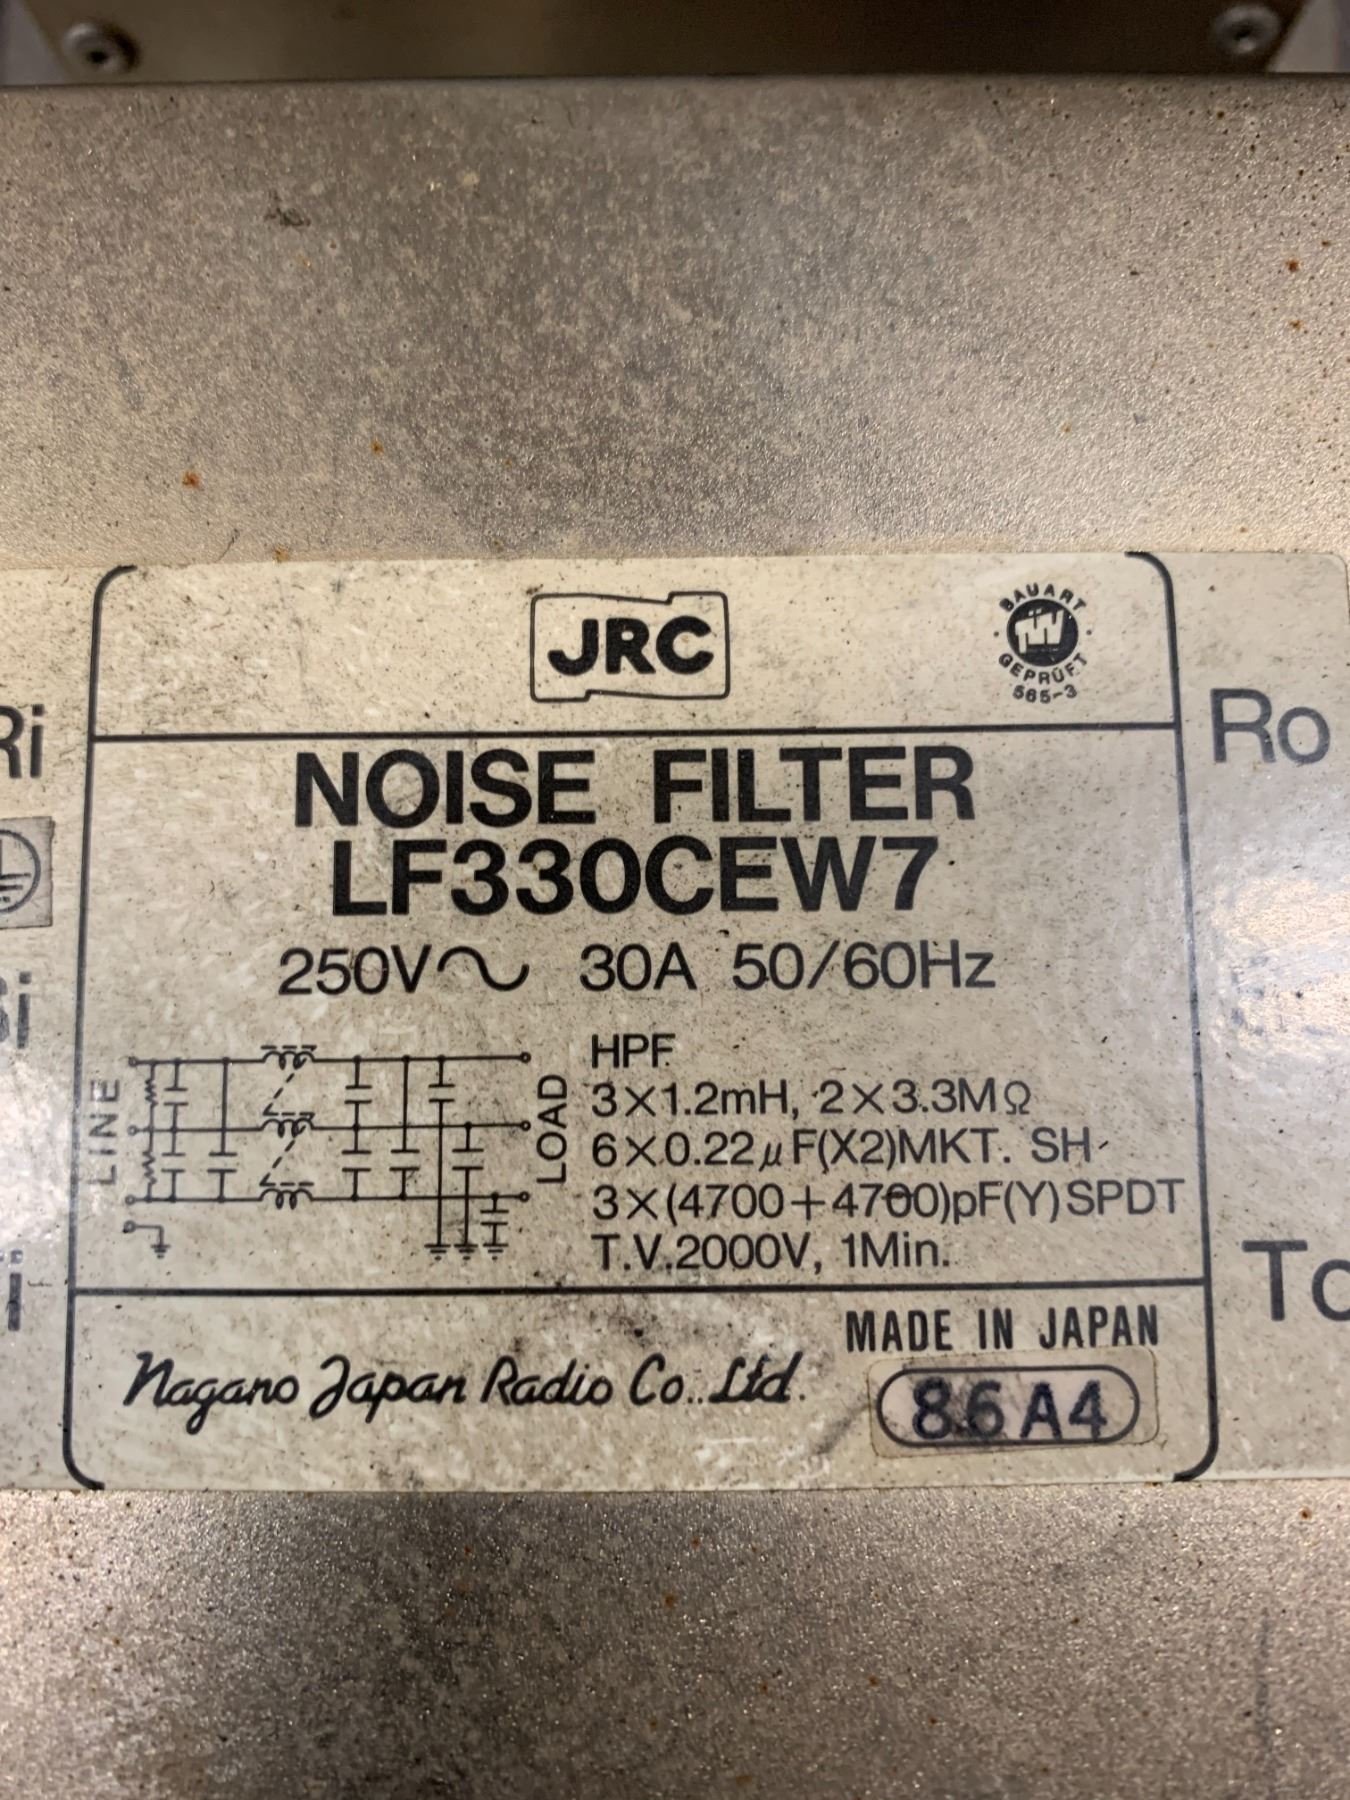 JRC
BAUART
TÜV
GEPRÜFT
565-3
Ri
Ro
NOISE FILTER
LF330CEW7
250V～ 30A 50/60Hz
LINE
LOAD
HPF
3×1.2mH, 2×3.3MΩ
6×0.22μF(X2)MKT. SH
3×(4700+4700)pF(Y)SPDT
T.V.2000V, 1Min.
MADE IN JAPAN
Nagano Japan Radio Co., Ltd.
86A4